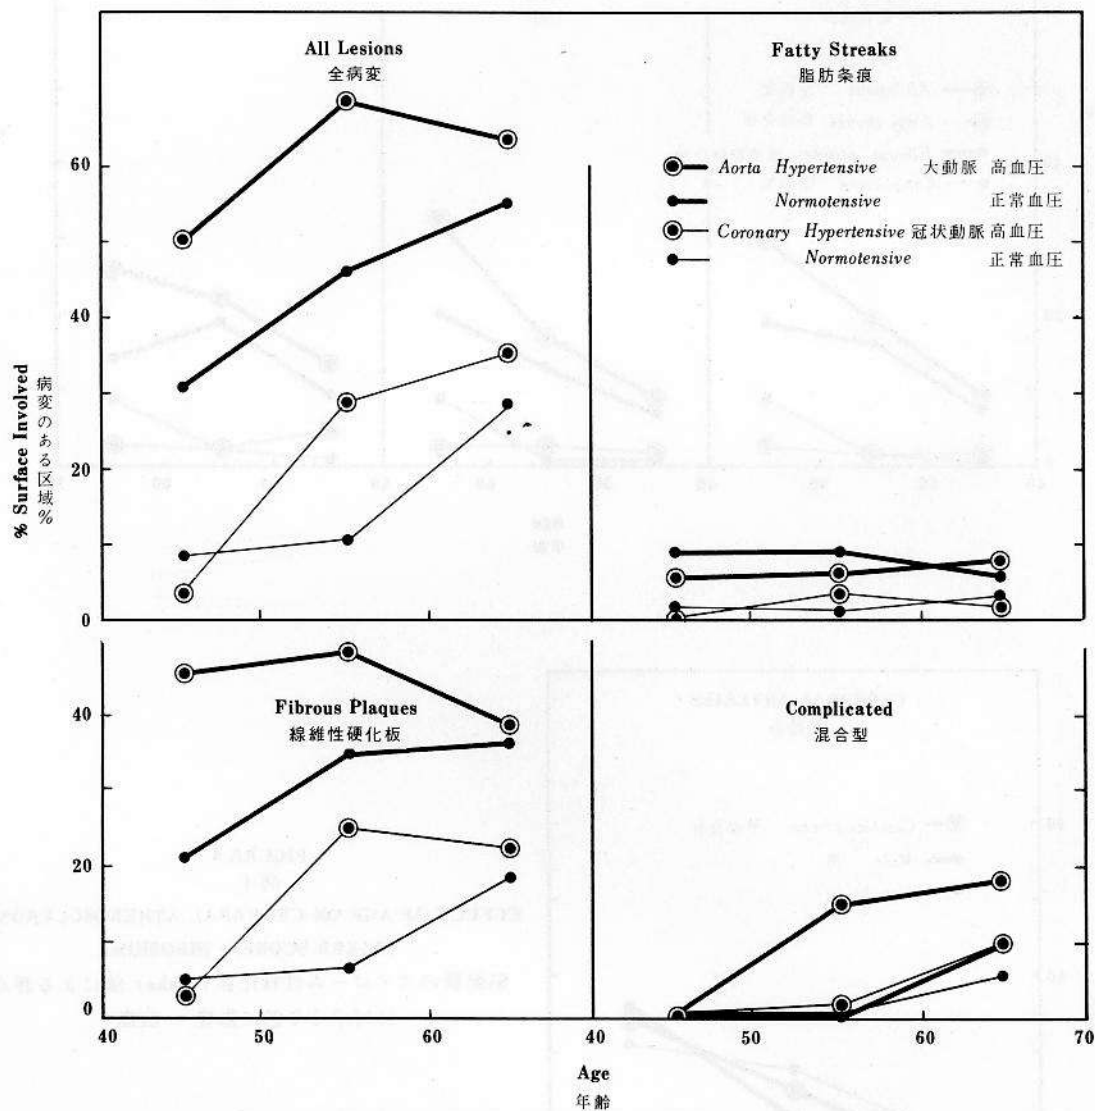 All Lesions
全病変
Fatty Streaks
脂肪条痕
Aorta Hypertensive 大動脈 高血圧
Normotensive 正常血圧
Coronary Hypertensive 冠状動脈 高血圧
Normotensive 正常血圧
60
40
20
0
% Surface Involved
病変のある区域%
Fibrous Plaques
線維性硬化板
Complicated
混合型
40
20
0
40
50
60
40
50
60
70
Age
年齢